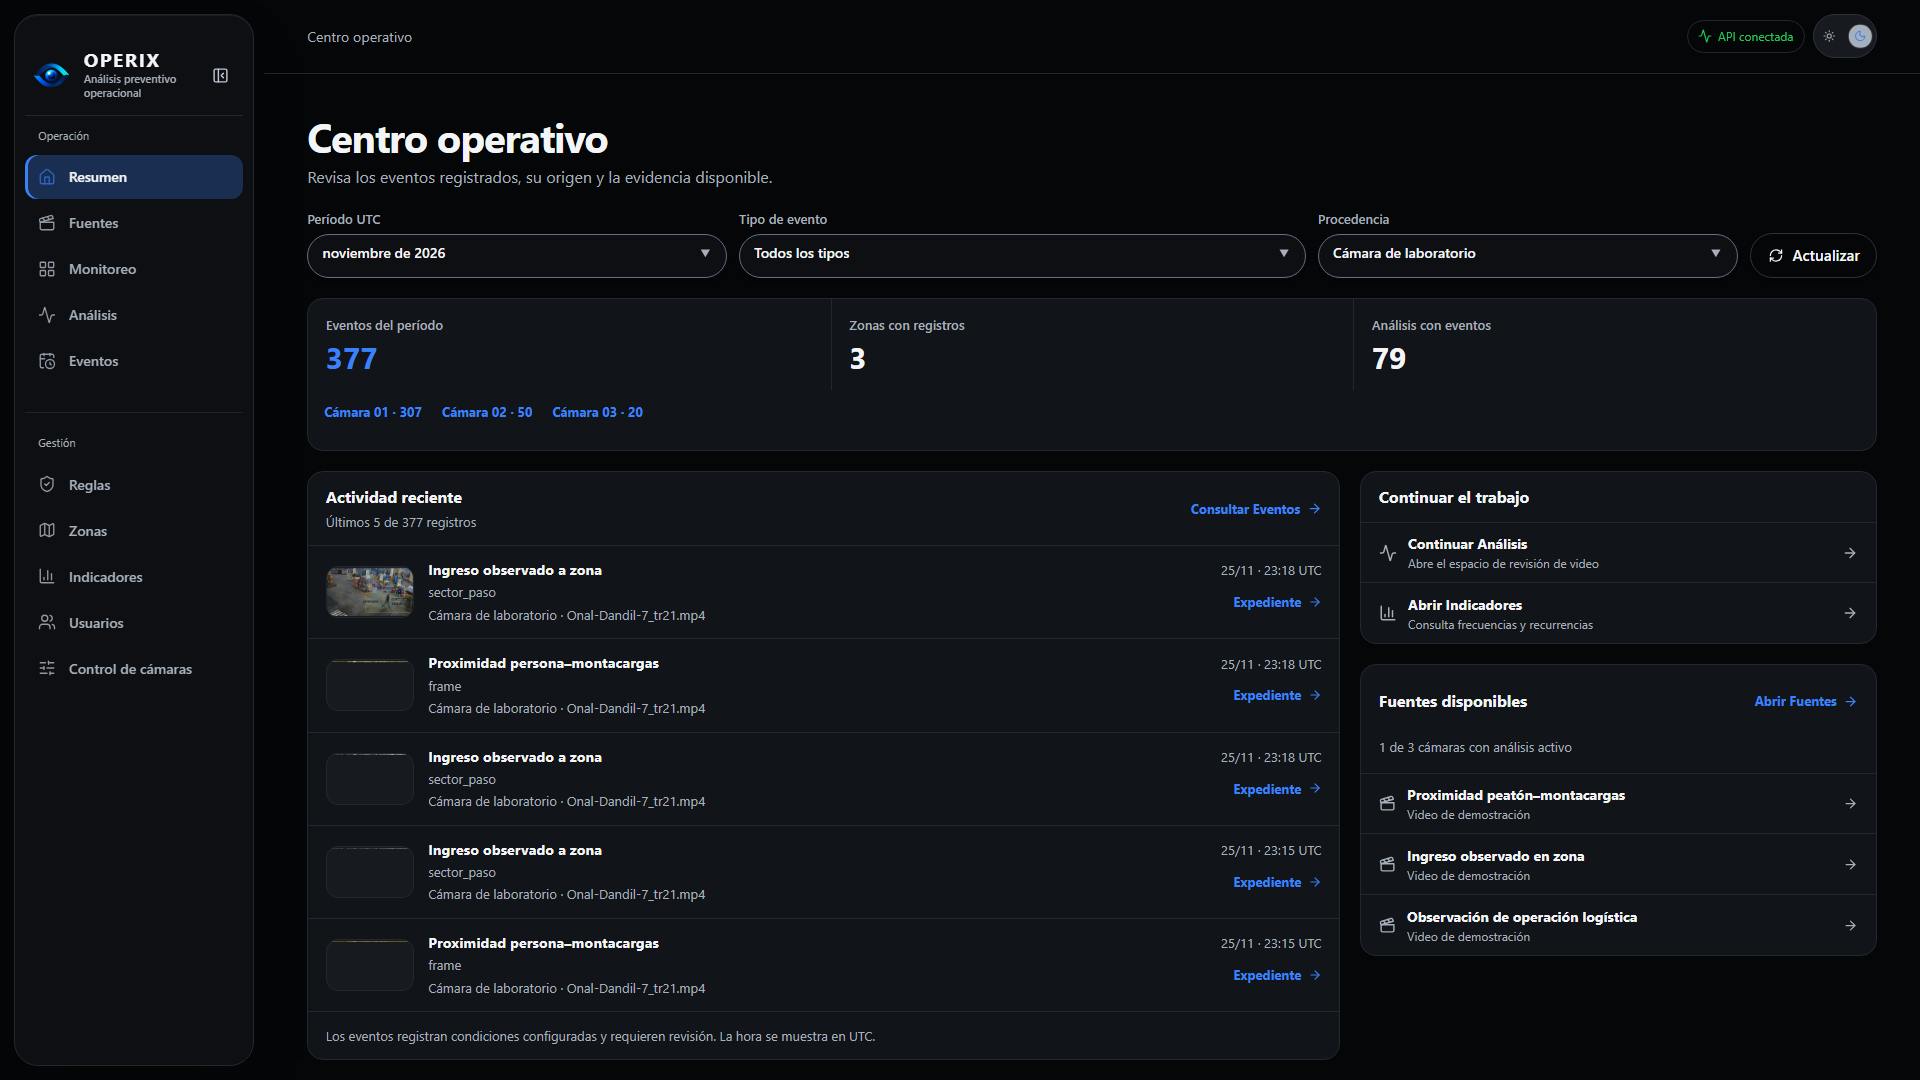 OPERIX
Análisis preventivo
operacional
Operación
Resumen
Fuentes
Monitoreo
Análisis
Eventos
Gestión
Reglas
Zonas
Indicadores
Usuarios
Control de cámaras
Centro operativo
API conectada
Centro operativo
Revisa los eventos registrados, su origen y la evidencia disponible.
Período UTC
noviembre de 2026
Tipo de evento
Todos los tipos
Procedencia
Cámara de laboratorio
Actualizar
Eventos del período
377
Zonas con registros
3
Análisis con eventos
79
Cámara 01 · 307
Cámara 02 · 50
Cámara 03 · 20
Actividad reciente
Últimos 5 de 377 registros
Consultar Eventos
Ingreso observado a zona
sector_paso
Cámara de laboratorio · Onal-Dandil-7_tr21.mp4
25/11 · 23:18 UTC
Expediente
Proximidad persona–montacargas
frame
Cámara de laboratorio · Onal-Dandil-7_tr21.mp4
25/11 · 23:18 UTC
Expediente
Ingreso observado a zona
sector_paso
Cámara de laboratorio · Onal-Dandil-7_tr21.mp4
25/11 · 23:18 UTC
Expediente
Ingreso observado a zona
sector_paso
Cámara de laboratorio · Onal-Dandil-7_tr21.mp4
25/11 · 23:15 UTC
Expediente
Proximidad persona–montacargas
frame
Cámara de laboratorio · Onal-Dandil-7_tr21.mp4
25/11 · 23:15 UTC
Expediente
Los eventos registran condiciones configuradas y requieren revisión. La hora se muestra en UTC.
Continuar el trabajo
Continuar Análisis
Abre el espacio de revisión de video
Abrir Indicadores
Consulta frecuencias y recurrencias
Fuentes disponibles
Abrir Fuentes
1 de 3 cámaras con análisis activo
Proximidad peatón–montacargas
Video de demostración
Ingreso observado en zona
Video de demostración
Observación de operación logística
Video de demostración